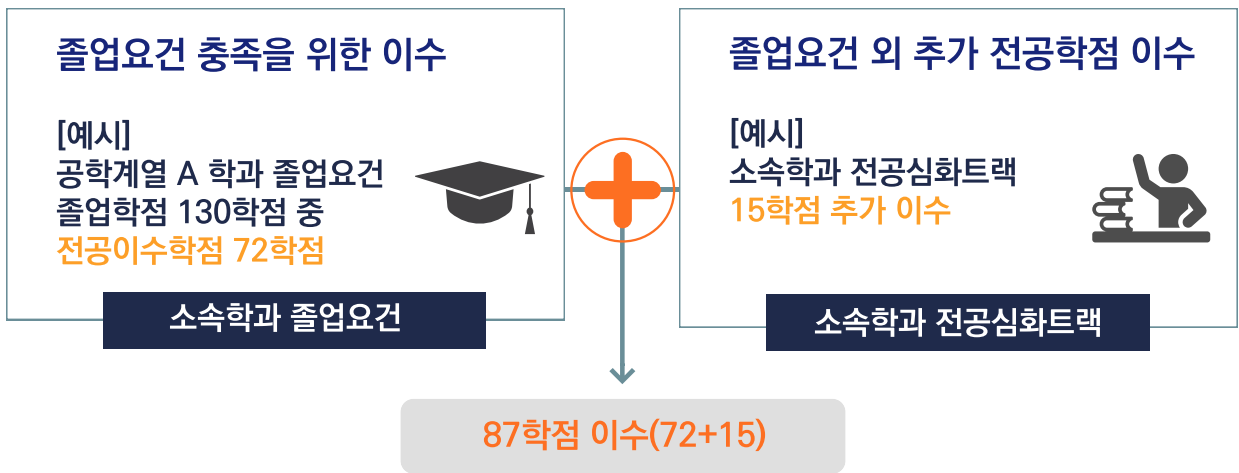 졸업요건 충족을 위한 이수
[예시]
공학계열 A 학과 졸업요건
졸업학점 130학점 중
전공이수학점 72학점
소속학과 졸업요건
졸업요건 외 추가 전공학점 이수
[예시]
소속학과 전공심화트랙
15학점 추가 이수
소속학과 전공심화트랙
87학점 이수(72+15)